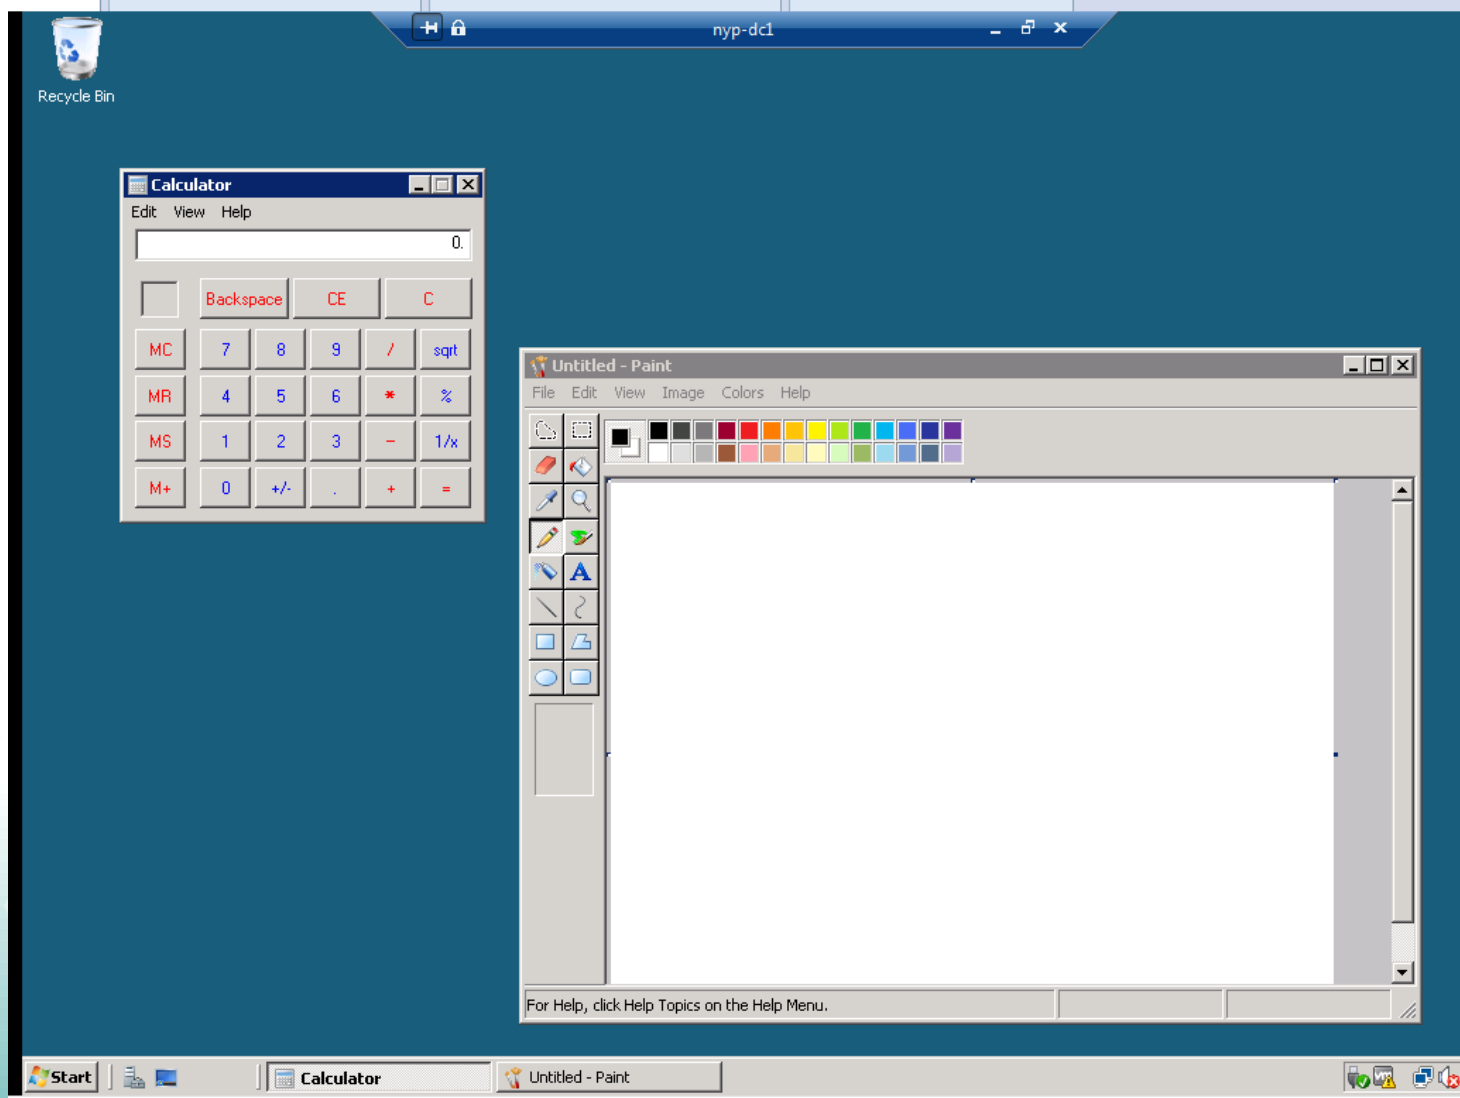 nyp-dc1
Recycle Bin
Calculator
Edit View Help
0.
Backspace CE C
MC 7 8 9 / sqrt
MR 4 5 6 * %
MS 1 2 3 - 1/x
M+ 0 +/- . + =
Untitled - Paint
File Edit View Image Colors Help
A
For Help, click Help Topics on the Help Menu.
Start Calculator Untitled - Paint